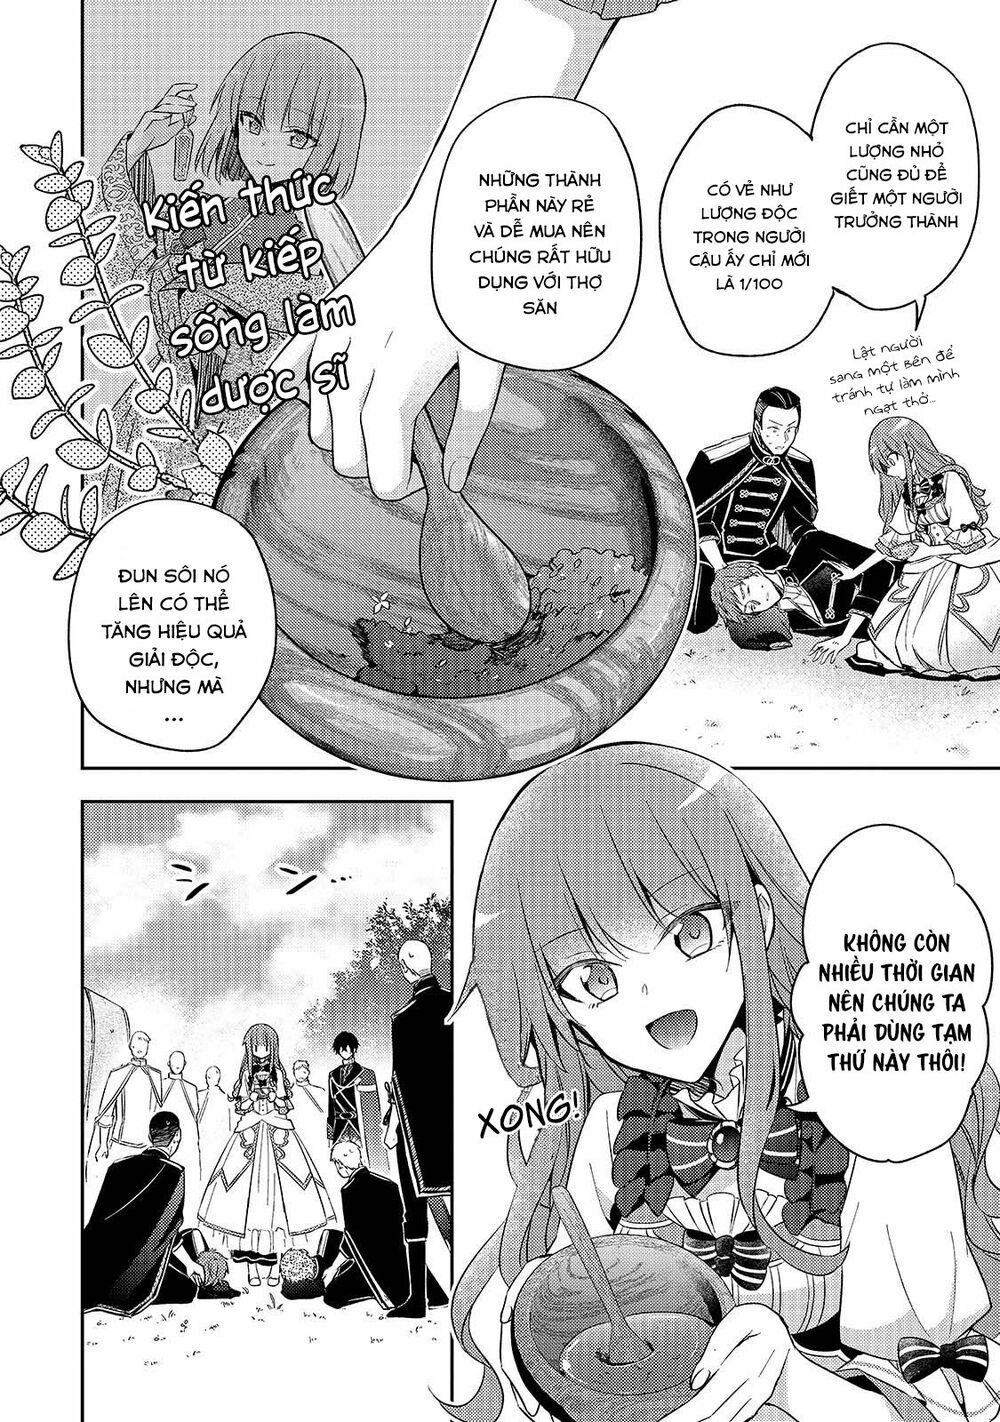 CHỈ CẦN MỘT
LƯỢNG NHỎ
CŨNG ĐỦ ĐỂ
GIẾT MỘT NGƯỜI
TRƯỞNG THÀNH
CÓ VẺ NHƯ
LƯỢNG ĐỘC
TRONG NGƯỜI
CẬU ẤY CHỈ MỚI
LÀ 1/100
Lật người
sang một bên để
tránh tự làm mình
ngạt thở...
NHỮNG THÀNH
PHẦN NÀY RẺ
VÀ DỄ MUA NÊN
CHÚNG RẤT HỮU
DỤNG VỚI THỢ
SĂN
Kiến thức
từ kiếp
sống làm
dược sĩ
ĐUN SÔI NÓ
LÊN CÓ THỂ
TĂNG HIỆU QUẢ
GIẢI ĐỘC,
NHƯNG MÀ
...
KHÔNG CÒN
NHIỀU THỜI GIAN
NÊN CHÚNG TA
PHẢI DÙNG TẠM
THỨ NÀY THÔI!
XONG!